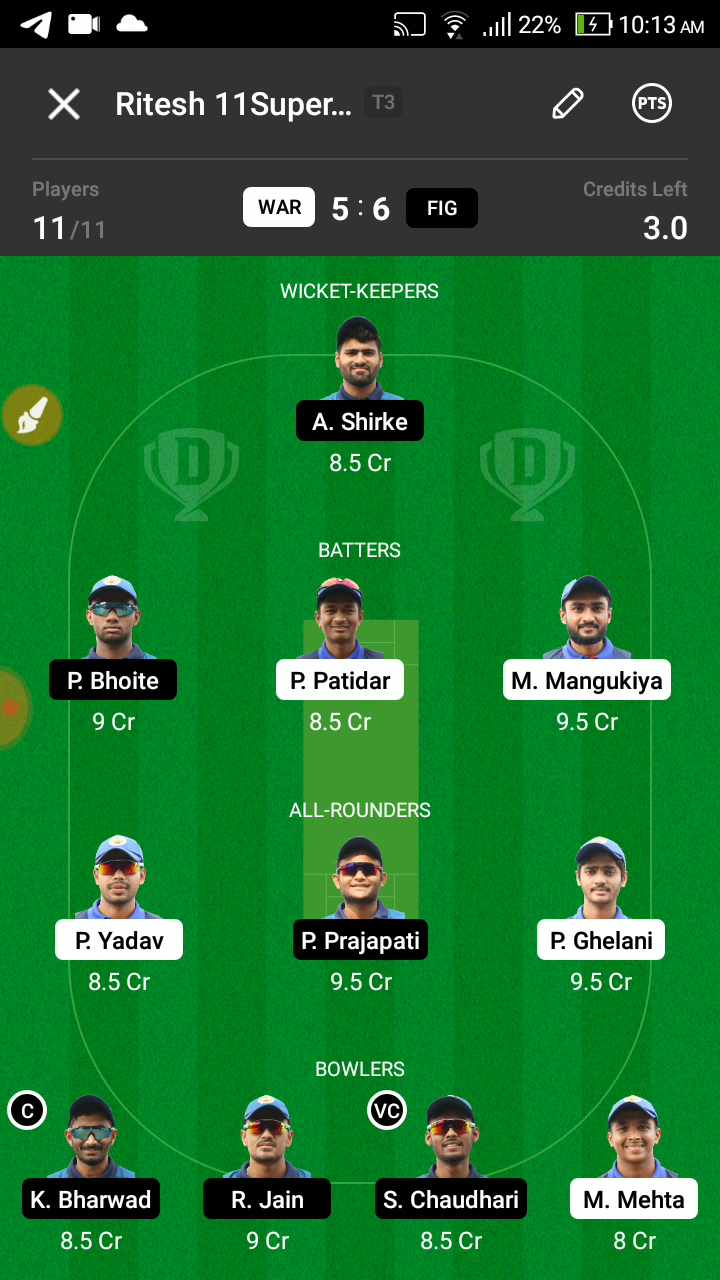 22% 10:13 AM
Ritesh 11Super... T3 PTS
Players Credits Left
11/11 WAR 5 : 6 FIG 3.0
WICKET-KEEPERS
A. Shirke
8.5 Cr
D D
BATTERS
P. Bhoite P. Patidar M. Mangukiya
9 Cr 8.5 Cr 9.5 Cr
ALL-ROUNDERS
P. Yadav P. Prajapati P. Ghelani
8.5 Cr 9.5 Cr 9.5 Cr
BOWLERS
C VC
K. Bharwad R. Jain S. Chaudhari M. Mehta
8.5 Cr 9 Cr 8.5 Cr 8 Cr